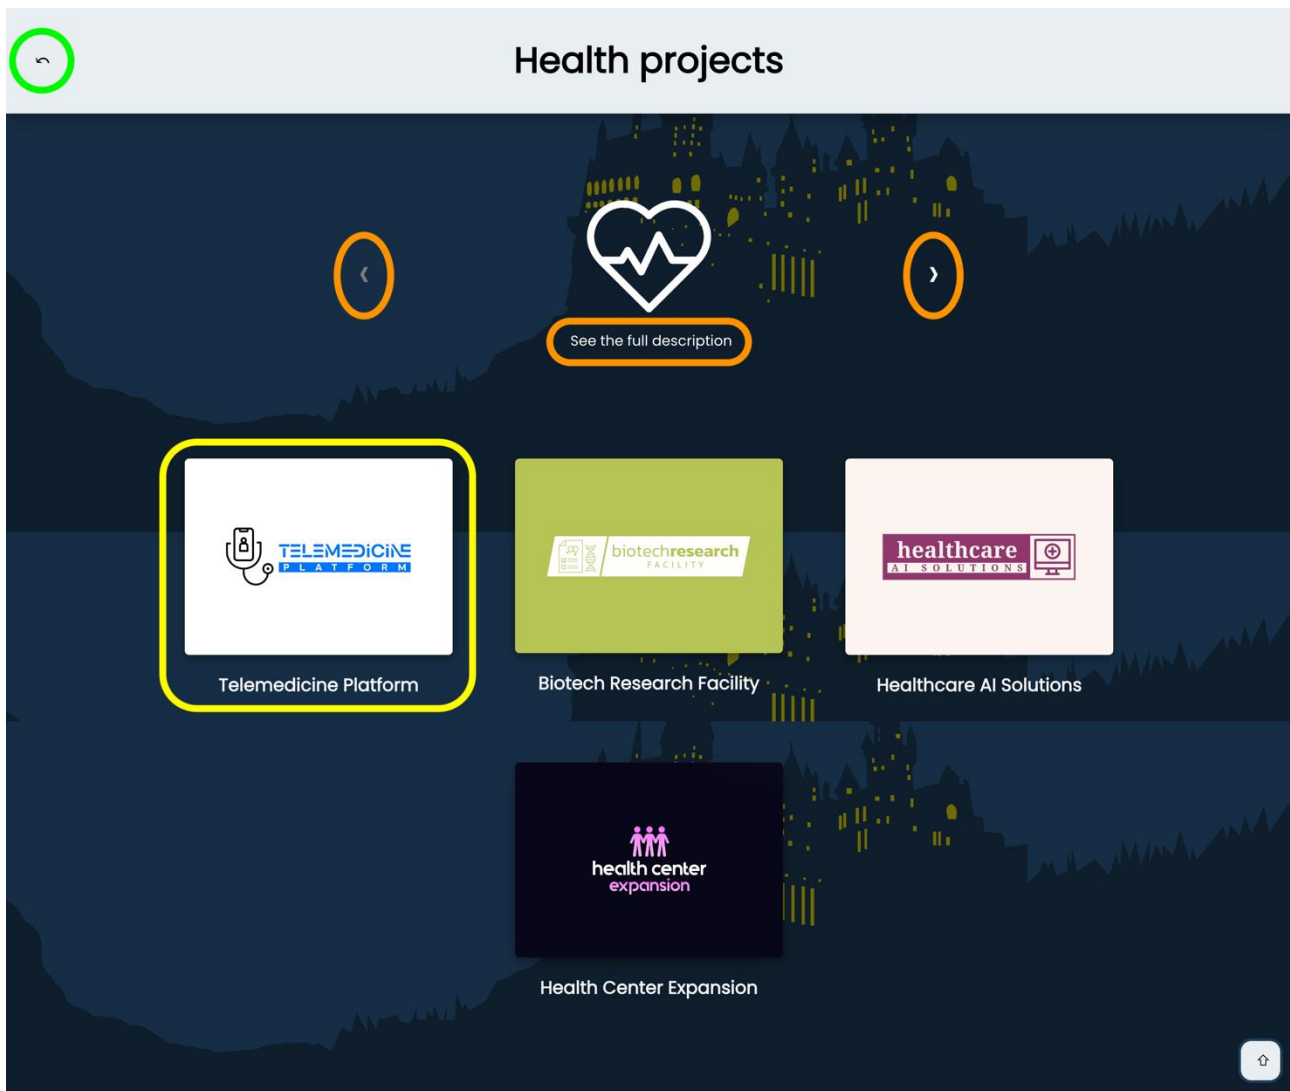 Health projects
See the full description
TELEMEDICINE
PLATFORM
biotechresearch
FACILITY
healthcare
AI SOLUTIONS
Telemedicine Platform
Biotech Research Facility
Healthcare AI Solutions
health center
expansion
Health Center Expansion